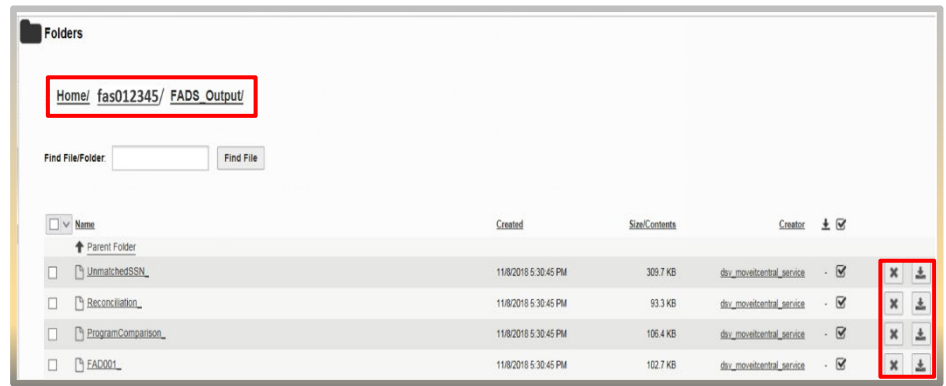 Folders
Home/ fas012345/ FADS_Output/
Find File/Folder: Find File
Name Created Size/Contents Creator
Parent Folder
UnmatchedSSN_ 11/8/2018 5:30:45 PM 309.7 KB dsv_moveitcentral_service -
Reconciliation_ 11/8/2018 5:30:45 PM 93.3 KB dsv_moveitcentral_service -
ProgramComparison_ 11/8/2018 5:30:45 PM 106.4 KB dsv_moveitcentral_service -
FAD001_ 11/8/2018 5:30:45 PM 102.7 KB dsv_moveitcentral_service -